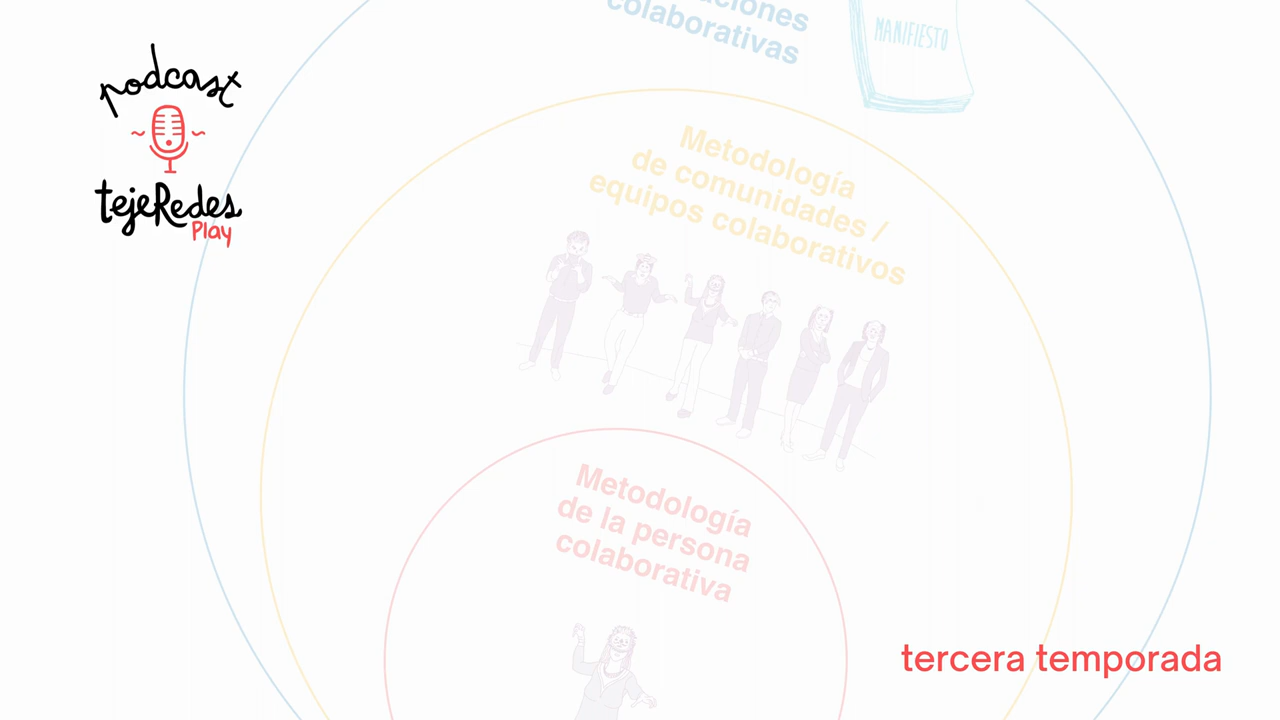 podcast
tejeRedes
Play
colaborativas
MANIFIESTO
Metodología
de comunidades /
equipos colaborativos
Metodología
de la persona
colaborativa
tercera temporada